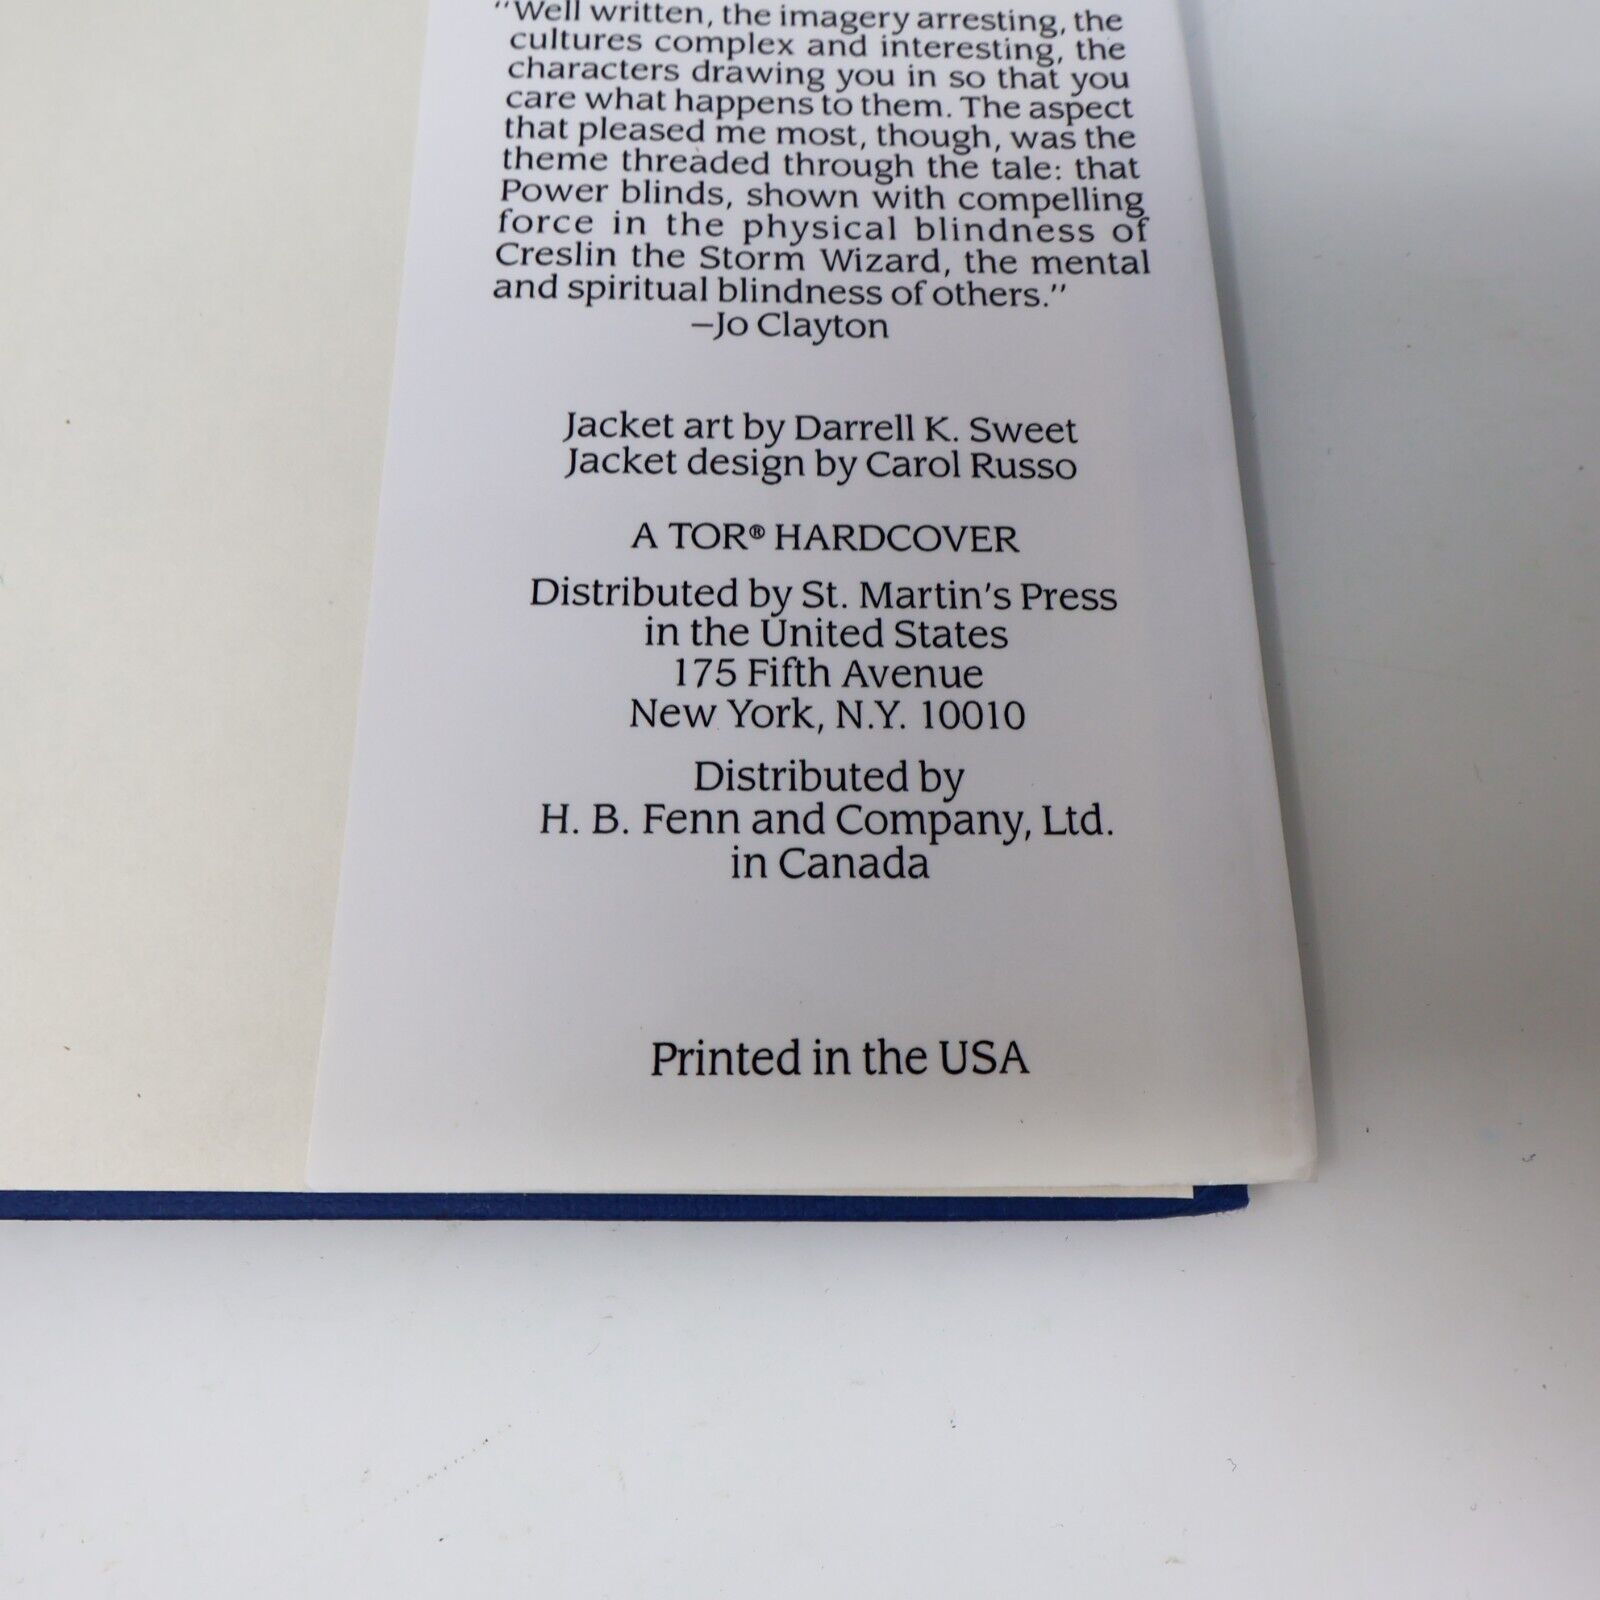 "Well written, the imagery arresting, the
cultures complex and interesting, the
characters drawing you in so that you
care what happens to them. The aspect
that pleased me most, though, was the
theme threaded through the tale: that
Power blinds, shown with compelling
force in the physical blindness of
Creslin the Storm Wizard, the mental
and spiritual blindness of others."
—Jo Clayton
Jacket art by Darrell K. Sweet
Jacket design by Carol Russo
A TOR® HARDCOVER
Distributed by St. Martin's Press
in the United States
175 Fifth Avenue
New York, N.Y. 10010
Distributed by
H. B. Fenn and Company, Ltd.
in Canada
Printed in the USA